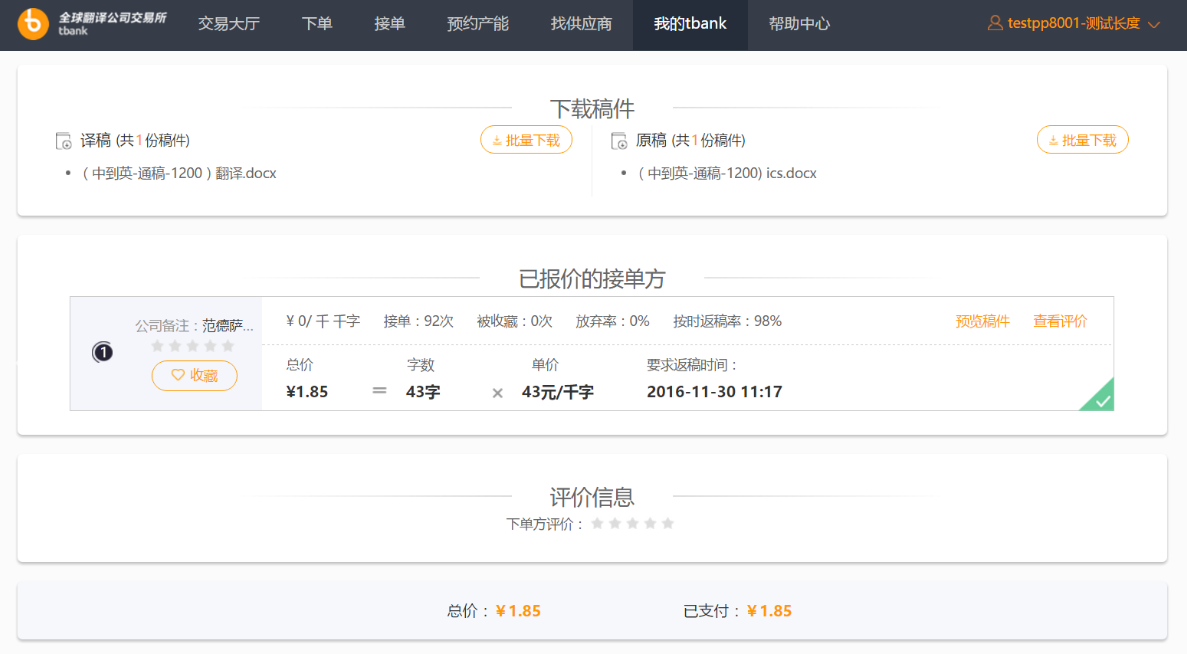 全球翻译公司交易所
tbank
交易大厅 下单 接单 预约产能 找供应商 我的tbank 帮助中心 testpp8001-测试长度
下载稿件
译稿 (共1份稿件) 批量下载 原稿 (共1份稿件) 批量下载
• （中到英-通稿-1200）翻译.docx • （中到英-通稿-1200) ics.docx
已报价的接单方
1
公司备注：范德萨...
收藏
¥ 0/ 千 千字 接单：92次 被收藏：0次 放弃率：0% 按时返稿率：98% 预览稿件 查看评价
总价 字数 单价 要求返稿时间：
¥1.85 = 43字 × 43元/千字 2016-11-30 11:17
评价信息
下单方评价：
总价：¥1.85 已支付：¥1.85